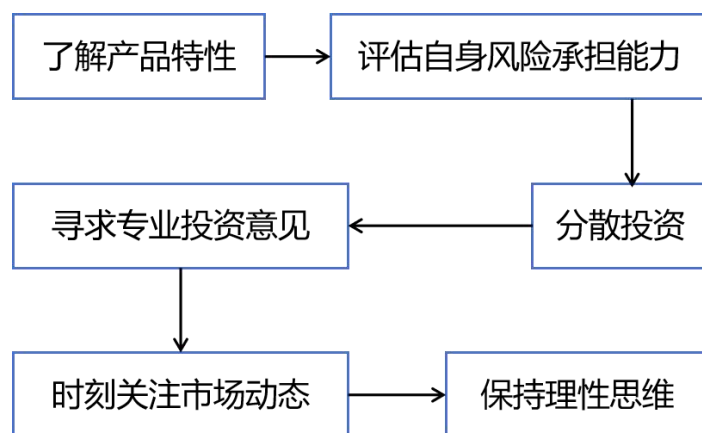 了解产品特性
评估自身风险承担能力
分散投资
寻求专业投资意见
时刻关注市场动态
保持理性思维